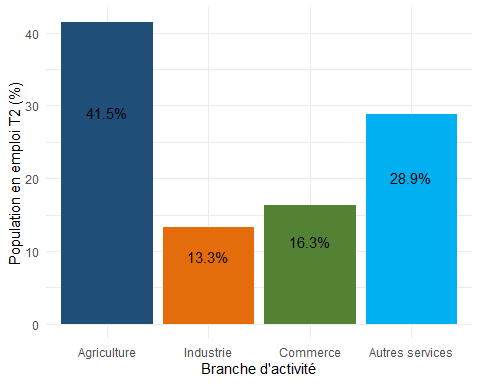 Population en emploi T2 (%)
40
30
20
10
0
41.5%
13.3%
16.3%
28.9%
Agriculture
Industrie
Commerce
Autres services
Branche d'activité